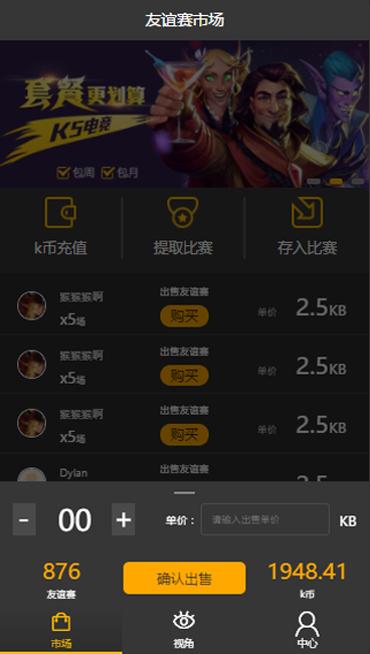 友谊赛市场
套餐更划算
K5电竞
包周 包月
k币充值 提取比赛 存入比赛
猴猴猴啊 出售友谊赛
x5场 购买 单价 2.5KB
猴猴猴啊 出售友谊赛
x5场 购买 单价 2.5KB
猴猴猴啊 出售友谊赛
x5场 购买 单价 2.5KB
Dylan 出售友谊赛
- 00 + 单价: 请输入出售单价 KB
876 确认出售 1948.41
友谊赛 k币
市场 视角 中心